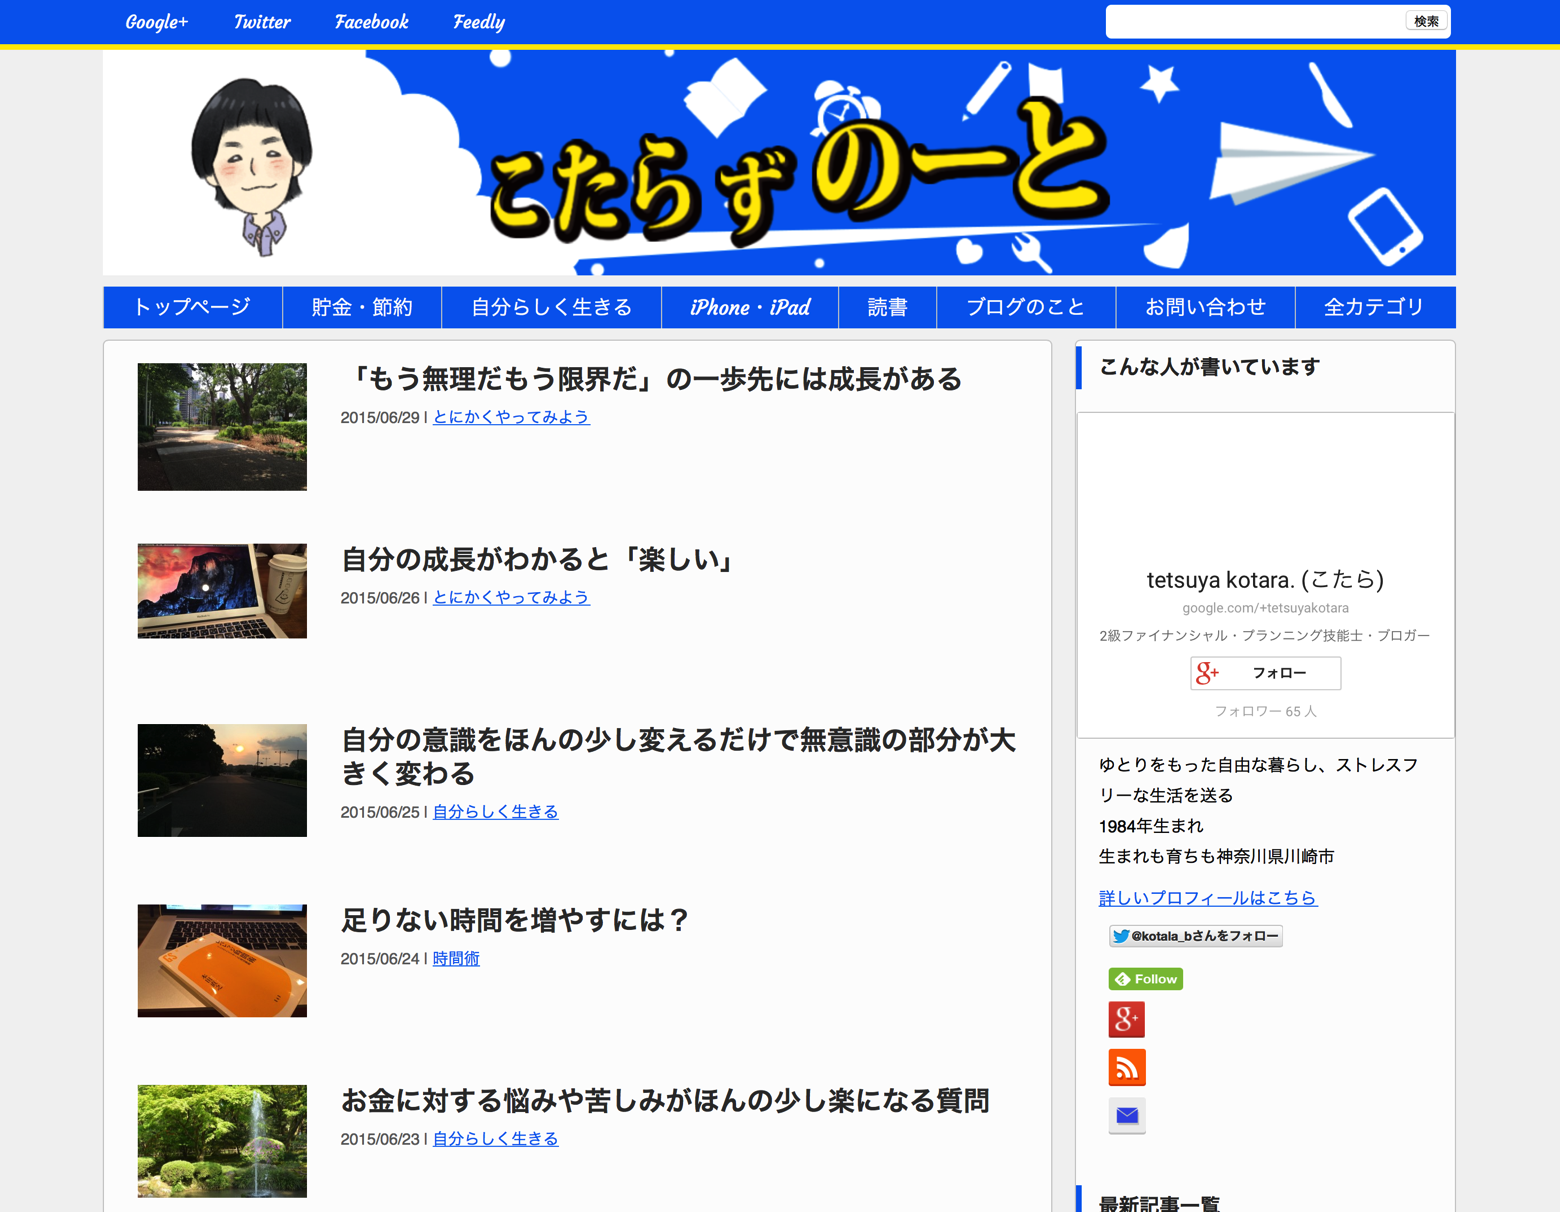 Google+ Twitter Facebook Feedly 検索
こたらずのーと
トップページ 貯金・節約 自分らしく生きる iPhone・iPad 読書 ブログのこと お問い合わせ 全カテゴリ
「もう無理だもう限界だ」の一歩先には成長がある
2015/06/29 | とにかくやってみよう
自分の成長がわかると「楽しい」
2015/06/26 | とにかくやってみよう
自分の意識をほんの少し変えるだけで無意識の部分が大
きく変わる
2015/06/25 | 自分らしく生きる
足りない時間を増やすには？
2015/06/24 | 時間術
お金に対する悩みや苦しみがほんの少し楽になる質問
2015/06/23 | 自分らしく生きる
こんな人が書いています
tetsuya kotara. (こたら)
google.com/+tetsuyakotara
2級ファイナンシャル・プランニング技能士・ブロガー
g+ フォロー
フォロワー 65 人
ゆとりをもった自由な暮らし、ストレスフ
リーな生活を送る
1984年生まれ
生まれも育ちも神奈川県川崎市
詳しいプロフィールはこちら
@kotala_bさんをフォロー
Follow
g+
最新記事一覧